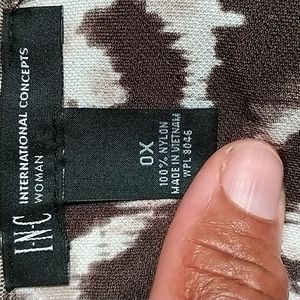 I·N·C
INTERNATIONAL CONCEPTS
WOMAN
0X
100% NYLON
MADE IN VIETNAM
WPL 8046